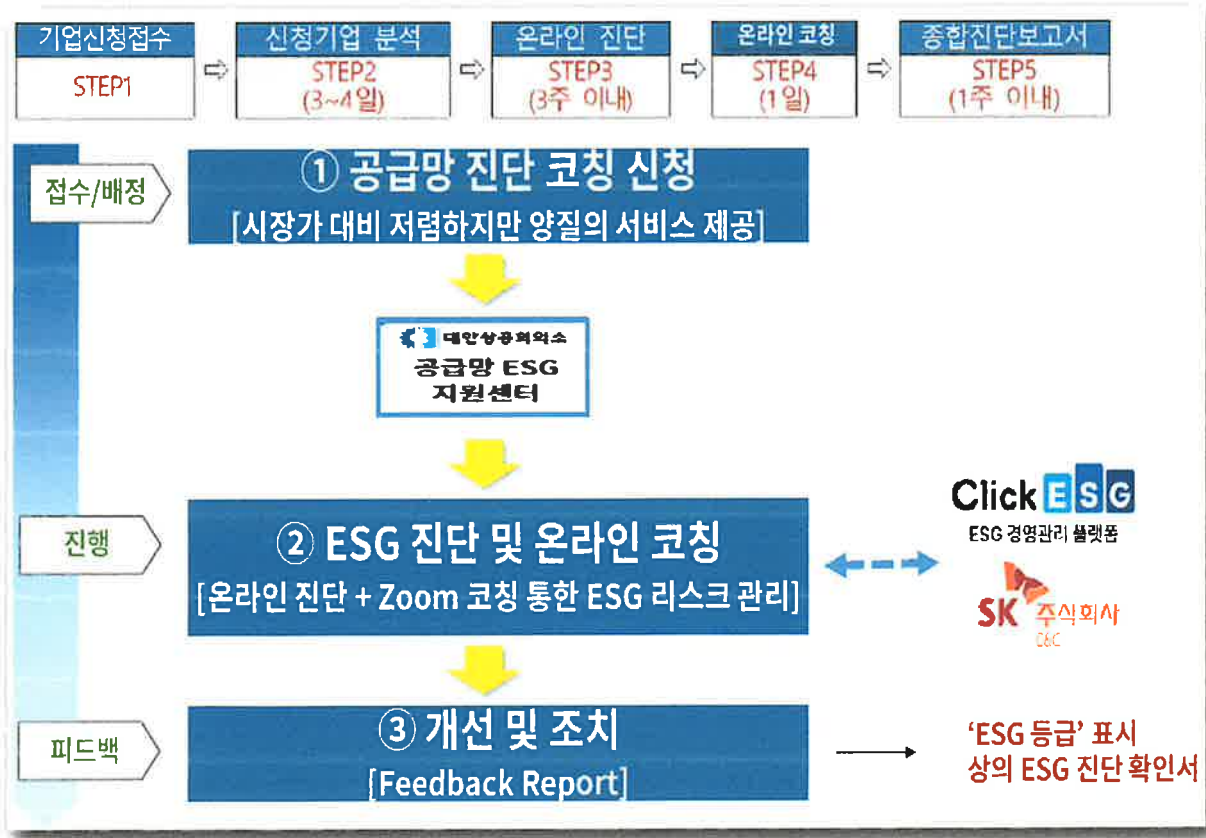 기업신청접수
STEP1
신청기업 분석
STEP2
(3~4일)
온라인 진단
STEP3
(3주 이내)
온라인 코칭
STEP4
(1일)
종합진단보고서
STEP5
(1주 이내)
접수/배정
① 공급망 진단 코칭 신청
[시장가 대비 저렴하지만 양질의 서비스 제공]
대한상공회의소
공급망 ESG
지원센터
진행
② ESG 진단 및 온라인 코칭
[온라인 진단 + Zoom 코칭 통한 ESG 리스크 관리]
Click ESG
ESG 경영관리 플랫폼
SK 주식회사
C&C
피드백
③ 개선 및 조치
[Feedback Report]
‘ESG 등급’ 표시
상의 ESG 진단 확인서